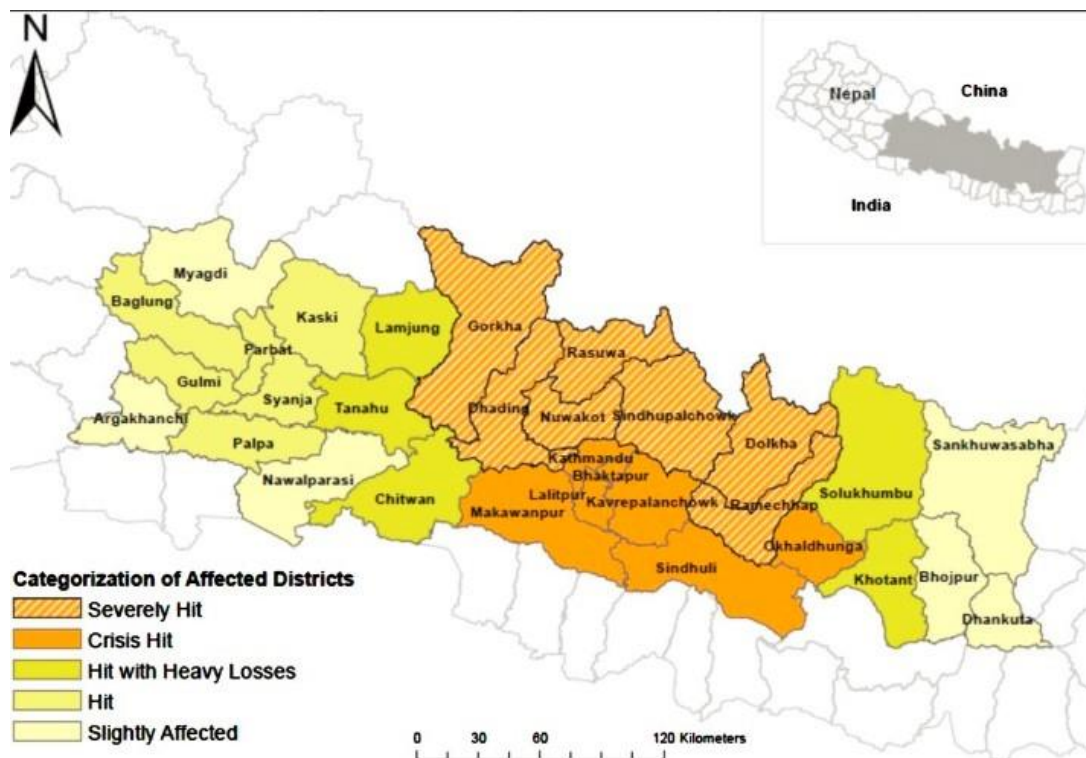 N
Nepal
China
India
Myagdi
Baglung
Kaski
Lamjung
Gorkha
Rasuwa
Parbat
Gulmi
Syanja
Tanahu
Dhading
Nuwakot
Sindhupalchowk
Dolkha
Argakhanchi
Palpa
Sankhuwasabha
Kathmandu
Bhaktapur
Nawalparasi
Chitwan
Lalitpur
Kavrepalanchowk
Makawanpur
Ramechhap
Solukhumbu
Okhaldhunga
Sindhuli
Khotant
Bhojpur
Dhankuta
Categorization of Affected Districts
Severely Hit
Crisis Hit
Hit with Heavy Losses
Hit
Slightly Affected
0 30 60 120 Kilometers